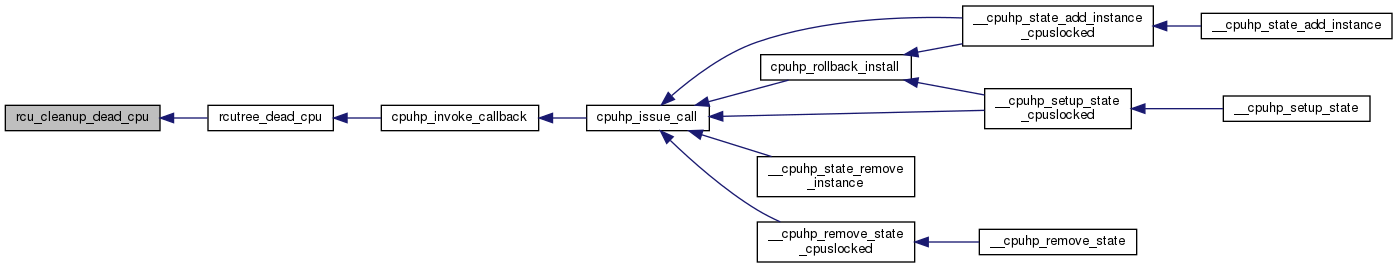 rcu_cleanup_dead_cpu
rcutree_dead_cpu
cpuhp_invoke_callback
cpuhp_issue_call
__cpuhp_state_add_instance
_cpuslocked
__cpuhp_state_add_instance
cpuhp_rollback_install
__cpuhp_setup_state
_cpuslocked
__cpuhp_setup_state
__cpuhp_state_remove
_instance
__cpuhp_remove_state
_cpuslocked
__cpuhp_remove_state